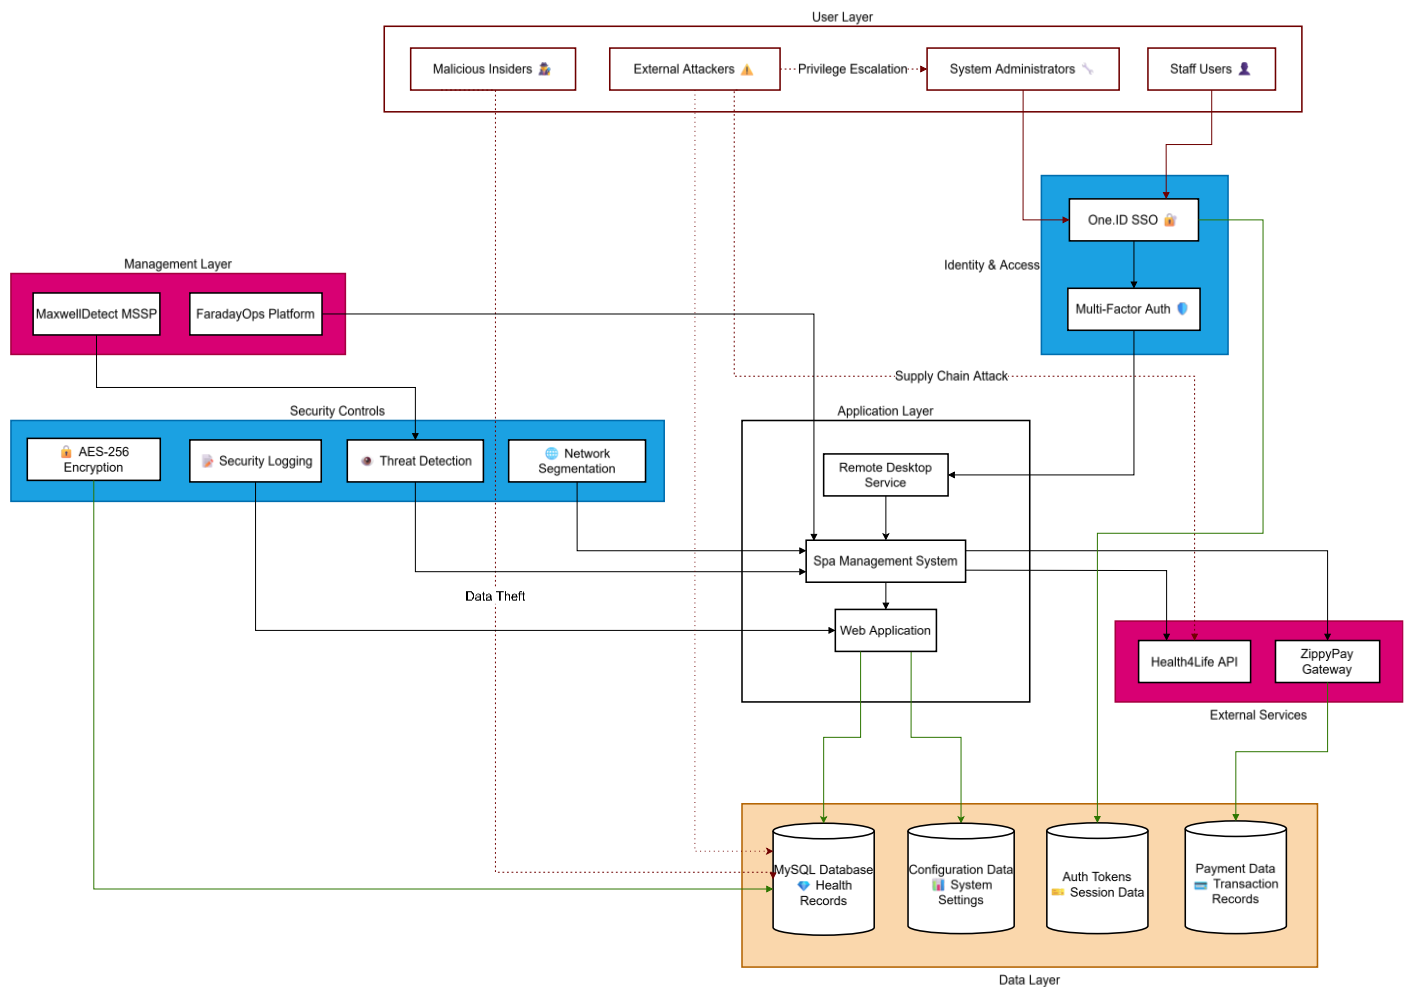 User Layer
Malicious Insiders
External Attackers
Privilege Escalation
System Administrators
Staff Users
One.ID SSO
Identity & Access
Multi-Factor Auth
Management Layer
MaxwellDetect MSSP
FaradayOps Platform
Supply Chain Attack
Security Controls
AES-256
Encryption
Security Logging
Threat Detection
Network
Segmentation
Application Layer
Remote Desktop
Service
Spa Management System
Data Theft
Web Application
Health4Life API
ZippyPay
Gateway
External Services
MySQL Database
Health
Records
Configuration Data
System
Settings
Auth Tokens
Session Data
Payment Data
Transaction
Records
Data Layer